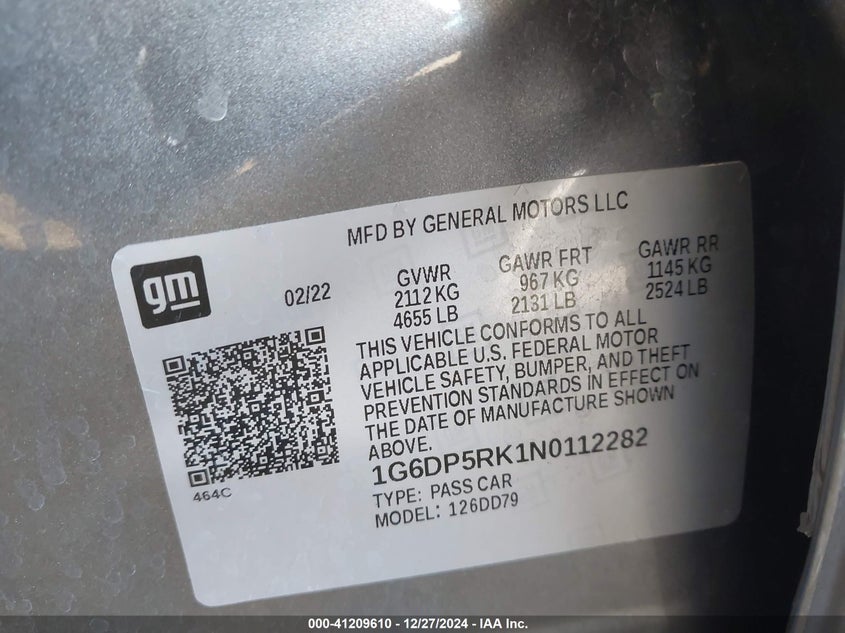 MFD BY GENERAL MOTORS LLC
gm
02/22
GVWR
2112 KG
4655 LB
GAWR FRT
967 KG
2131 LB
GAWR RR
1145 KG
2524 LB
THIS VEHICLE CONFORMS TO ALL
APPLICABLE U.S. FEDERAL MOTOR
VEHICLE SAFETY, BUMPER, AND THEFT
PREVENTION STANDARDS IN EFFECT ON
THE DATE OF MANUFACTURE SHOWN
ABOVE.
1G6DP5RK1N0112282
TYPE: PASS CAR
MODEL: 126DD79
464C
000-41209610 / 12/27/2024 - IAA Inc.